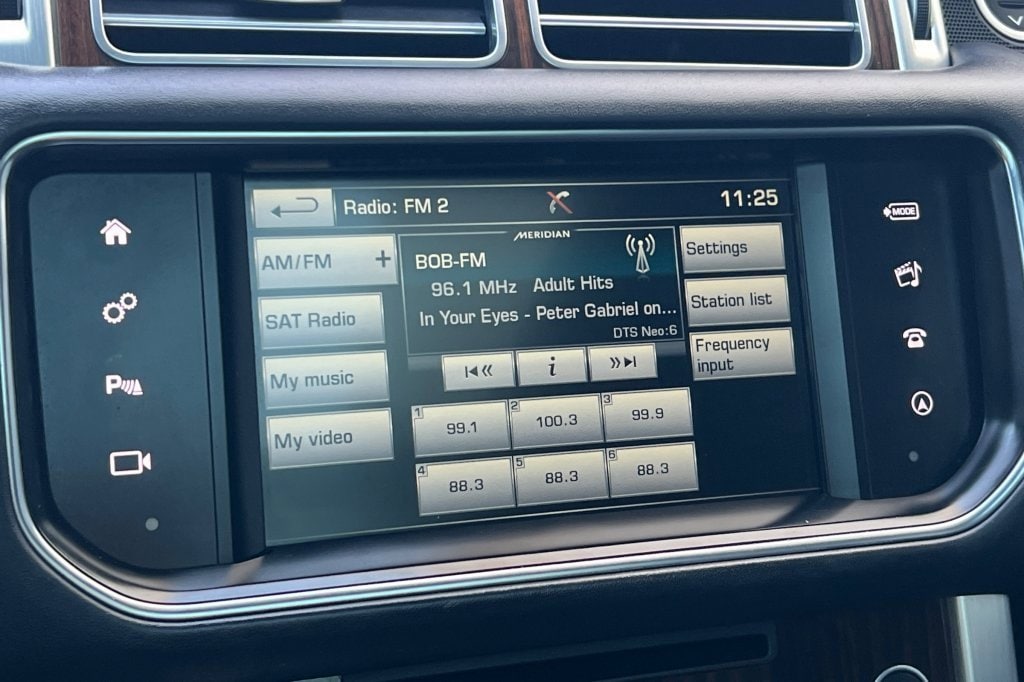 Radio: FM 2
11:25
MODE
AM/FM +
MERIDIAN
Settings
BOB-FM
96.1 MHz Adult Hits
SAT Radio
In Your Eyes - Peter Gabriel on...
Station list
DTS Neo:6
Frequency
input
My music
i
1 99.1
2 100.3
3 99.9
My video
4 88.3
5 88.3
6 88.3
P